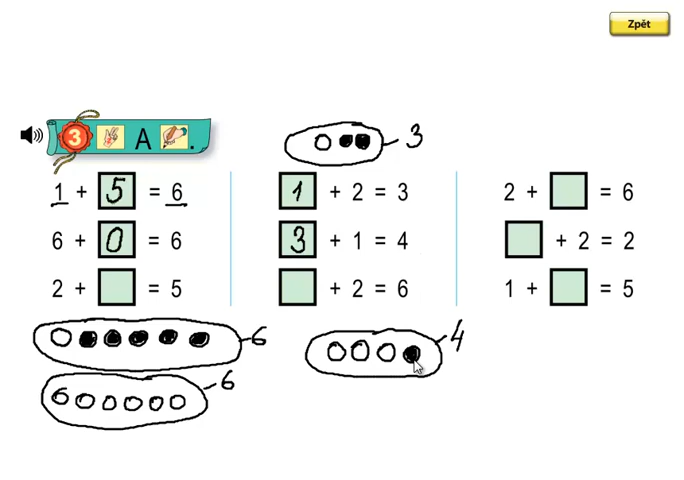 Zpět
3 A .
3
1 + 5 = 6
1 + 2 = 3
2 + = 6
6 + 0 = 6
3 + 1 = 4
+ 2 = 2
2 + = 5
+ 2 = 6
1 + = 5
6
4
6